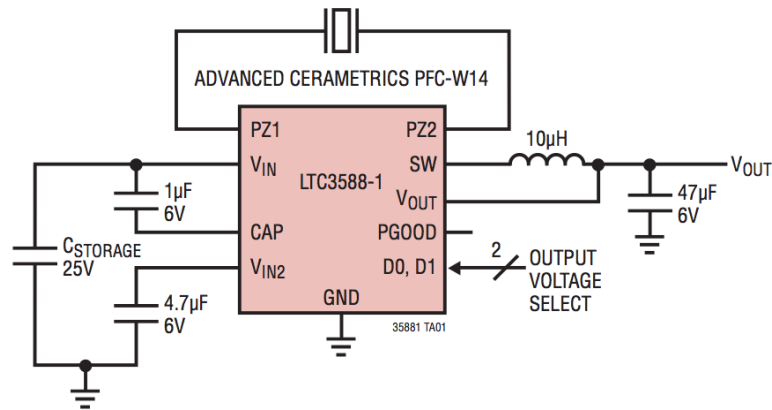 ADVANCED CERAMETRICS PFC-W14
PZ1
PZ2
VIN
LTC3588-1
SW
10µH
VOUT
VOUT
1µF
6V
47µF
6V
CAP
PGOOD
CSTORAGE
25V
VIN2
D0, D1
2
OUTPUT
VOLTAGE
SELECT
4.7µF
6V
GND
35881 TA01